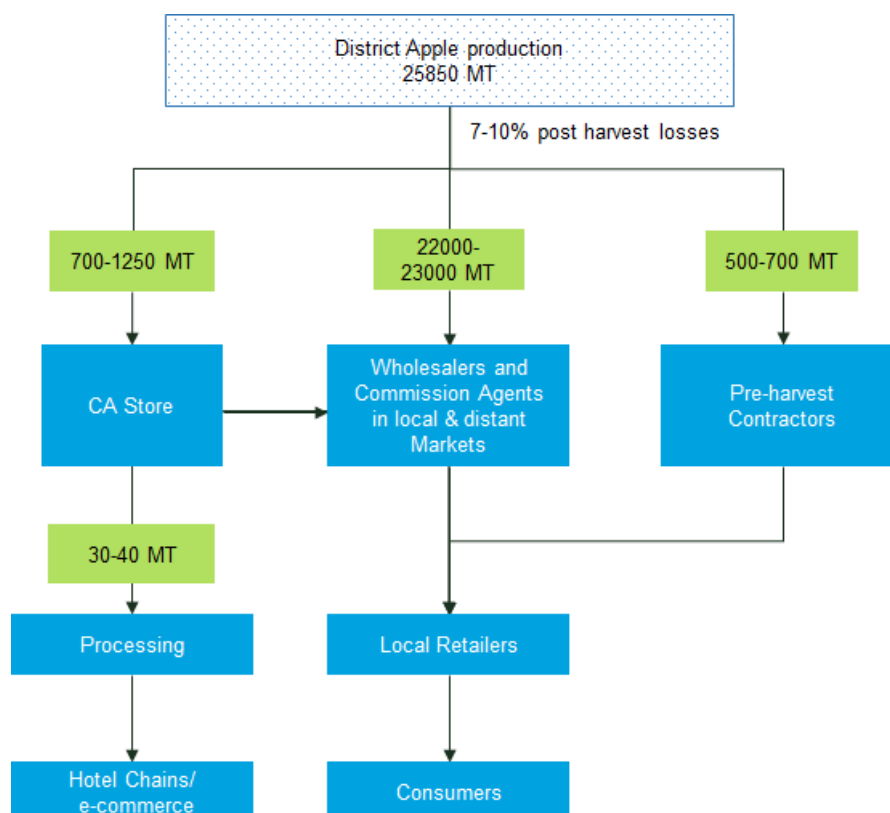 District Apple production
25850 MT
7-10% post harvest losses
700-1250 MT
22000-
23000 MT
500-700 MT
CA Store
Wholesalers and
Commission Agents
in local & distant
Markets
Pre-harvest
Contractors
30-40 MT
Processing
Local Retailers
Hotel Chains/
e-commerce
Consumers